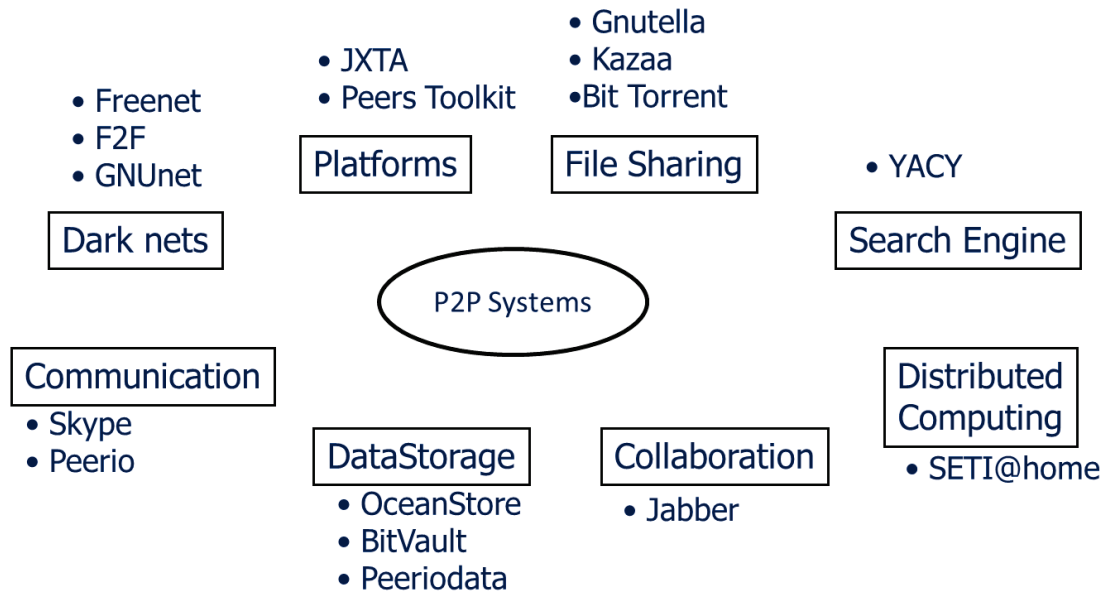 • Gnutella
• Kazaa
•Bit Torrent
• JXTA
• Peers Toolkit
• Freenet
• F2F
• GNUnet
Platforms
File Sharing
• YACY
Dark nets
Search Engine
P2P Systems
Communication
• Skype
• Peerio
Distributed
Computing
• SETI@home
DataStorage
• OceanStore
• BitVault
• Peeriodata
Collaboration
• Jabber